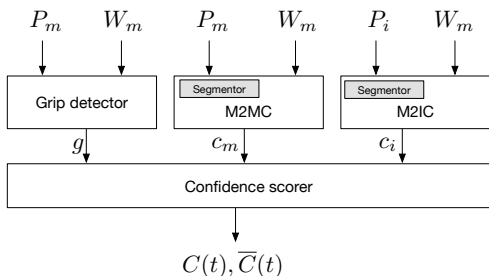 P_m W_m P_m W_m P_i W_m
Segmentor Segmentor
Grip detector M2MC M2IC
g c_m c_i
Confidence scorer
C(t), \overline{C}(t)